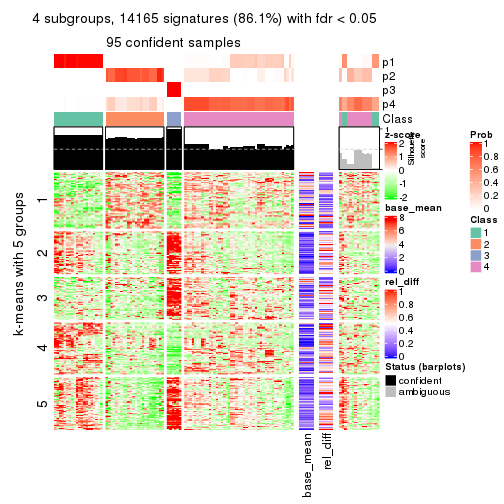 4 subgroups, 14165 signatures (86.1%) with fdr < 0.05
95 confident samples
p1
p2
p3
p4
Class
1
Silhouette
score
k-means with 5 groups
1
2
3
4
5
base_mean
rel_diff
z-score
2
1
0
-1
-2
base_mean
8
6
4
2
0
rel_diff
1
0.8
0.6
0.4
0.2
0
Status (barplots)
confident
ambiguous
Prob
1
0.8
0.6
0.4
0.2
0
Class
1
2
3
4